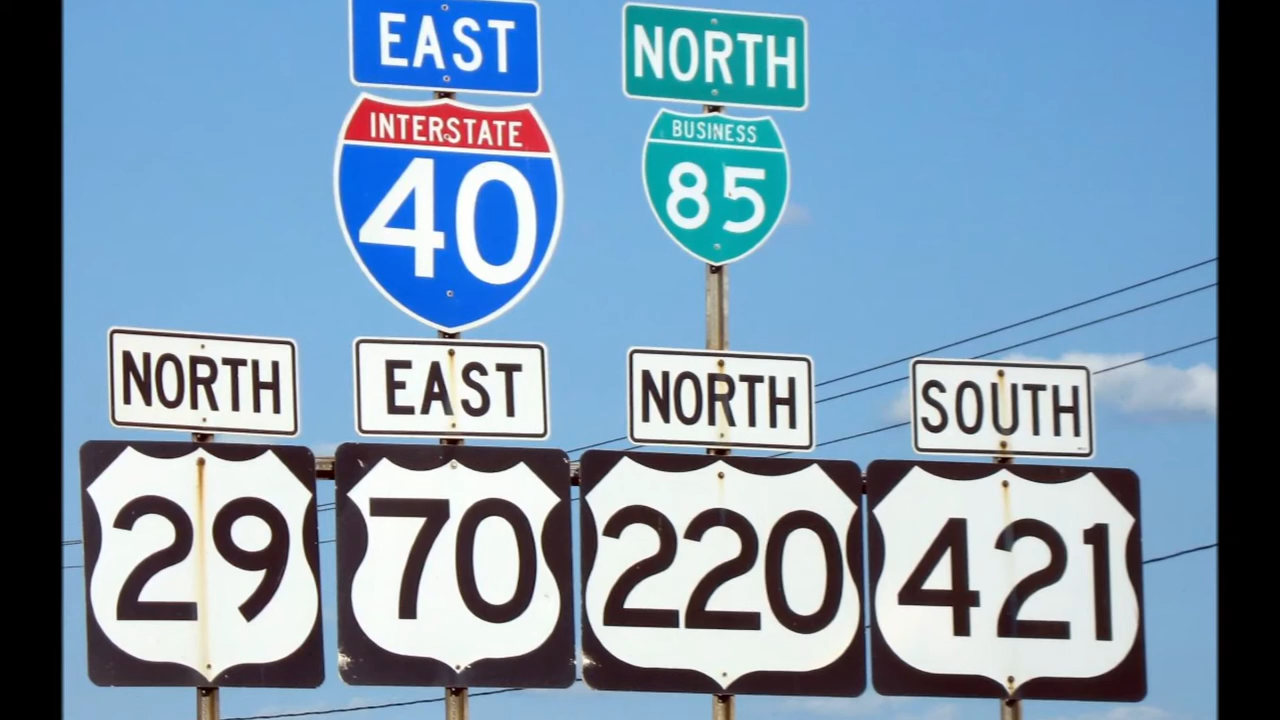 EAST
INTERSTATE
40
NORTH
BUSINESS
85
NORTH
29
EAST
70
NORTH
220
SOUTH
421